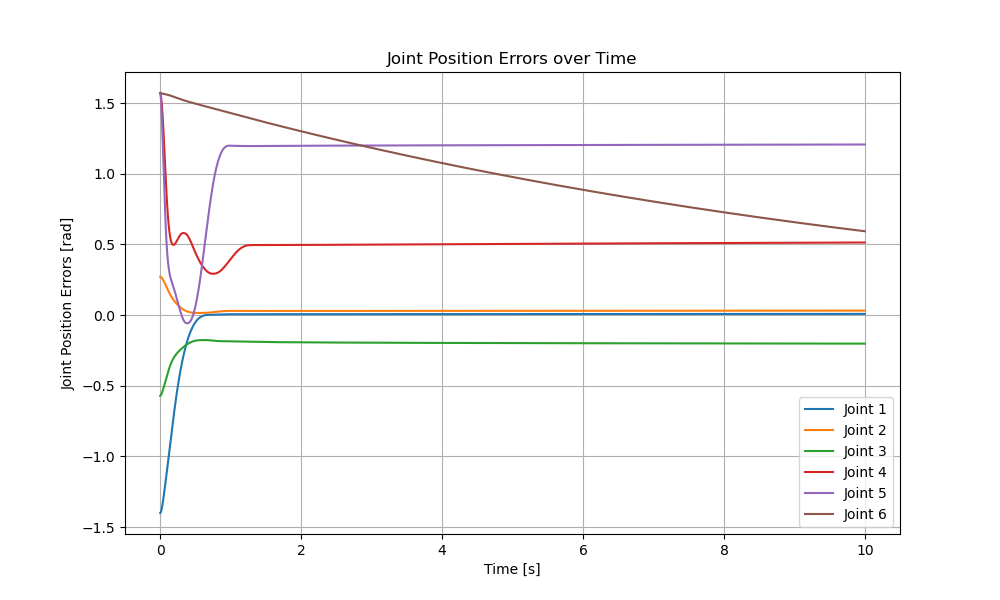 Joint Position Errors over Time
Joint Position Errors [rad]
1.5
1.0
0.5
0.0
−0.5
−1.0
−1.5
0 2 4 6 8 10
Time [s]
Joint 1
Joint 2
Joint 3
Joint 4
Joint 5
Joint 6